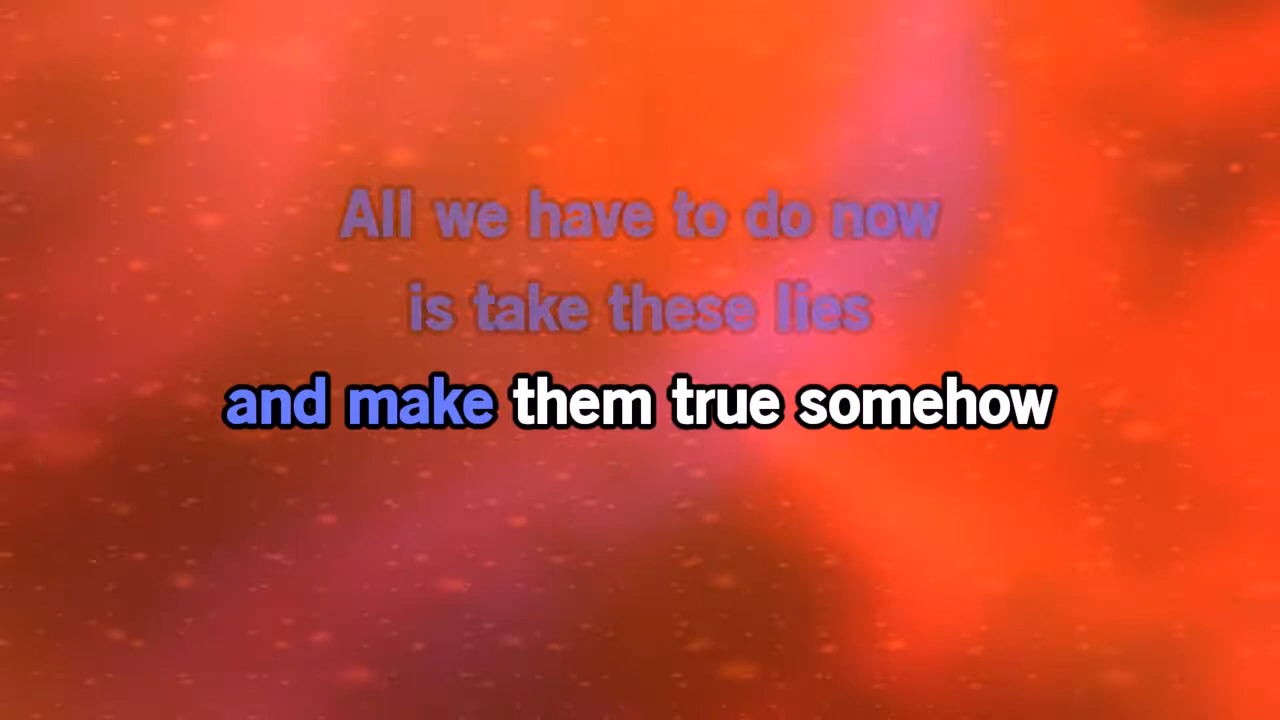 All we have to do now
is take these lies
and make them true somehow